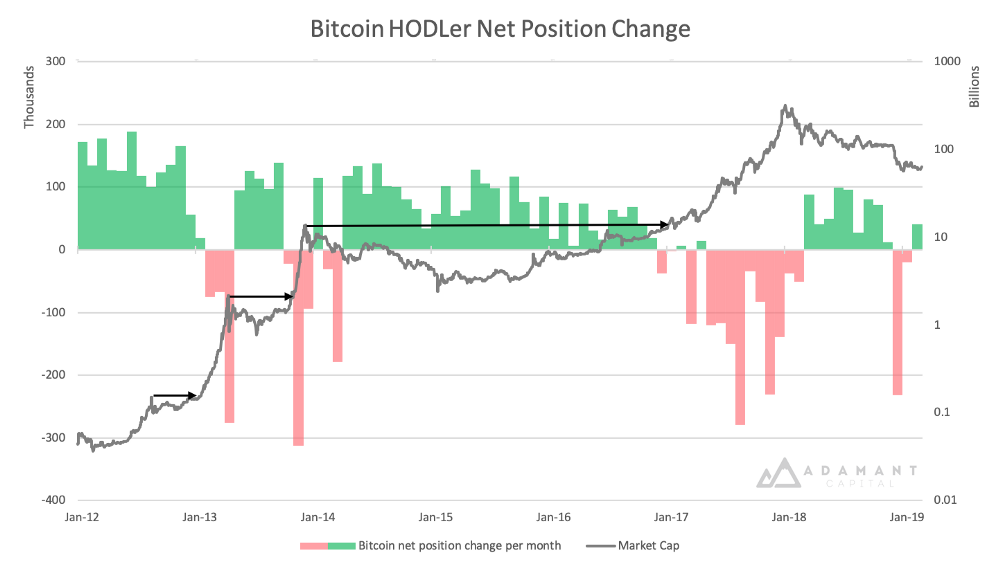 Bitcoin HODLer Net Position Change
Thousands
Billions
300
200
100
0
-100
-200
-300
-400
1000
100
10
1
0.1
0.01
Jan-12 Jan-13 Jan-14 Jan-15 Jan-16 Jan-17 Jan-18 Jan-19
ADAMANT
CAPITAL
Bitcoin net position change per month Market Cap